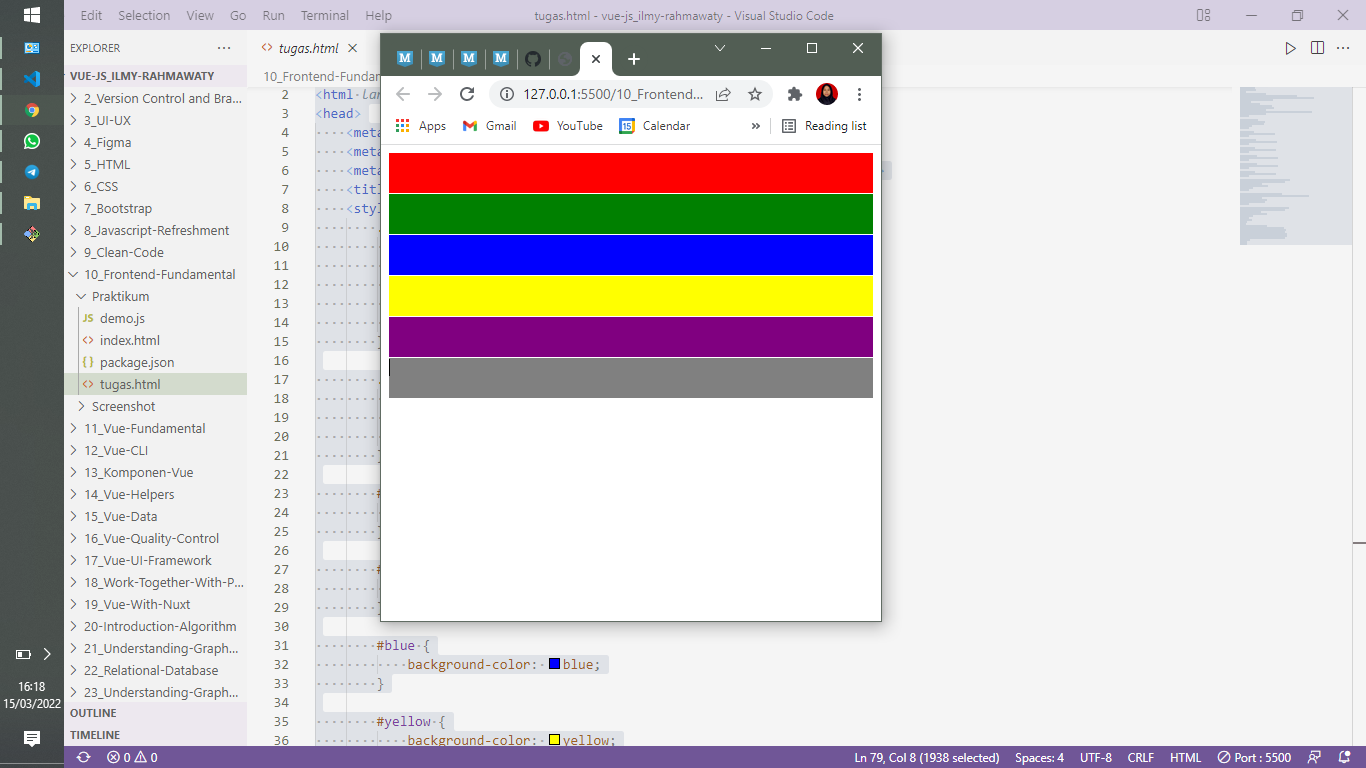 Edit Selection View Go Run Terminal Help
tugas.html - vue-js_ilmy-rahmawaty - Visual Studio Code
EXPLORER
VUE-JS_ILMY-RAHMAWATY
2_Version Control and Bra...
3_UI-UX
4_Figma
5_HTML
6_CSS
7_Bootstrap
8_Javascript-Refreshment
9_Clean-Code
10_Frontend-Fundamental
Praktikum
JS demo.js
<> index.html
{} package.json
<> tugas.html
Screenshot
11_Vue-Fundamental
12_Vue-CLI
13_Komponen-Vue
14_Vue-Helpers
15_Vue-Data
16_Vue-Quality-Control
17_Vue-UI-Framework
18_Work-Together-With-P...
19_Vue-With-Nuxt
20-Introduction-Algorithm
21_Understanding-Graph...
22_Relational-Database
23_Understanding-Graph...
OUTLINE
TIMELINE
16:18
15/03/2022
<> tugas.html
10_Frontend-Fundam
2 <html lan
3 <head>
4 <meta
5 <meta
6 <meta
7 <titl
8 <styl
9
10
11
12
13
14
15
16
17
18
19
20
21
22
23 #
24
25
26
27 #
28
29
30
31 #blue {
32 background-color: blue;
33 }
34
35 #yellow {
36 background-color: yellow;
M M M M
127.0.0.1:5500/10_Frontend...
Apps Gmail YouTube 15 Calendar » Reading list
0 0 Ln 79, Col 8 (1938 selected) Spaces: 4 UTF-8 CRLF HTML Port : 5500